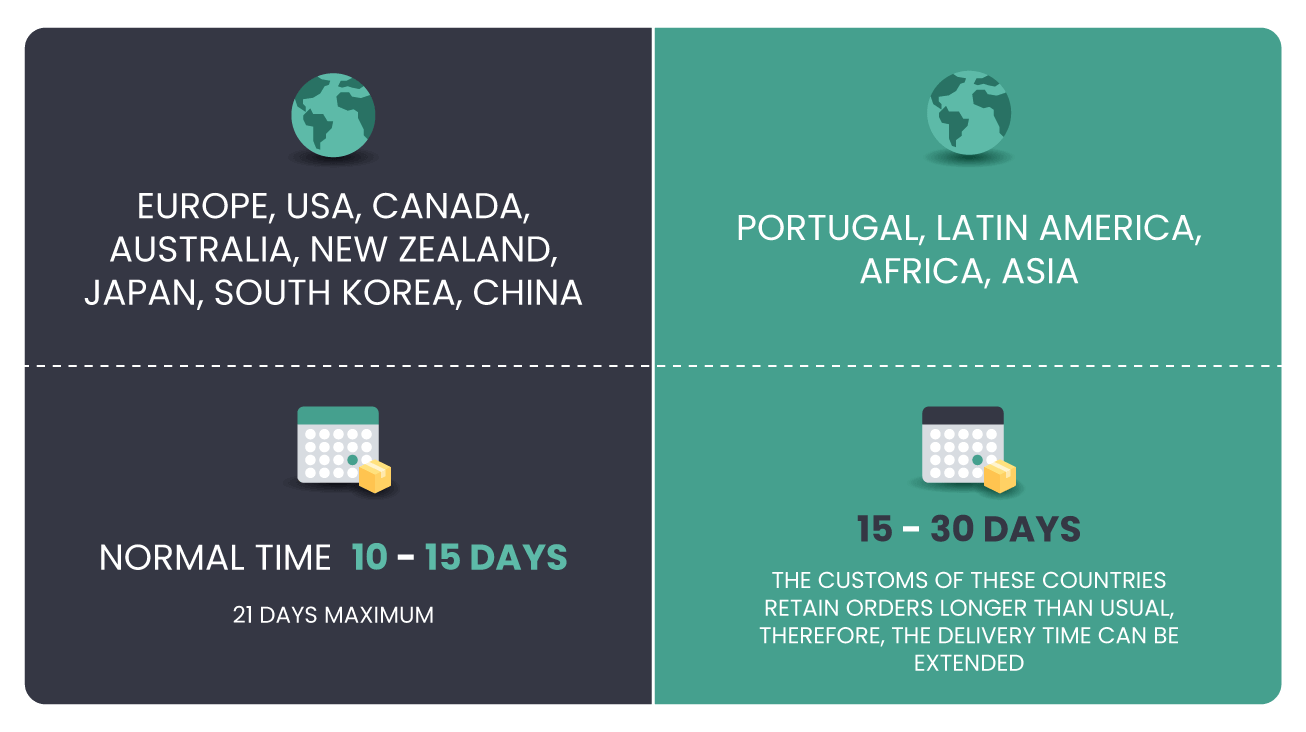 EUROPE, USA, CANADA,
AUSTRALIA, NEW ZEALAND,
JAPAN, SOUTH KOREA, CHINA
NORMAL TIME 10 - 15 DAYS
21 DAYS MAXIMUM
PORTUGAL, LATIN AMERICA,
AFRICA, ASIA
15 - 30 DAYS
THE CUSTOMS OF THESE COUNTRIES
RETAIN ORDERS LONGER THAN USUAL,
THEREFORE, THE DELIVERY TIME CAN BE
EXTENDED